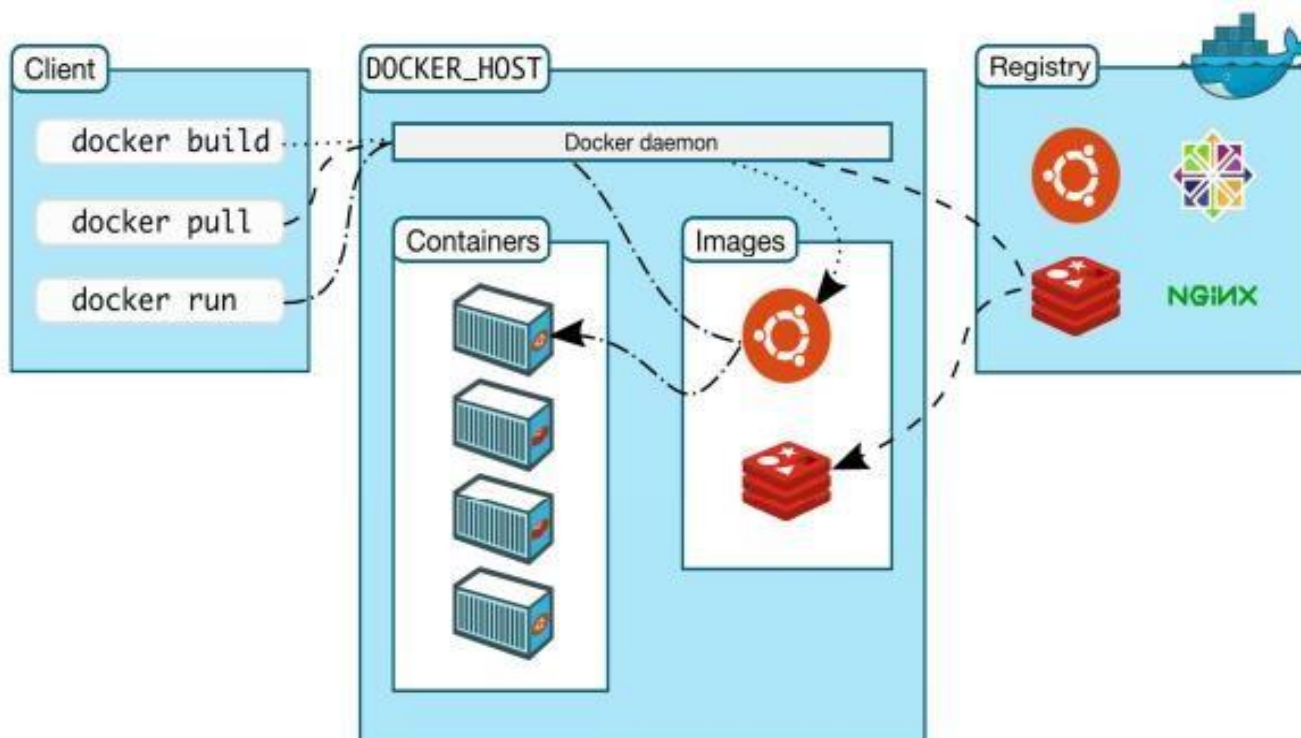 Client
docker build
docker pull
docker run
DOCKER_HOST
Docker daemon
Containers
Images
Registry
NGiNX